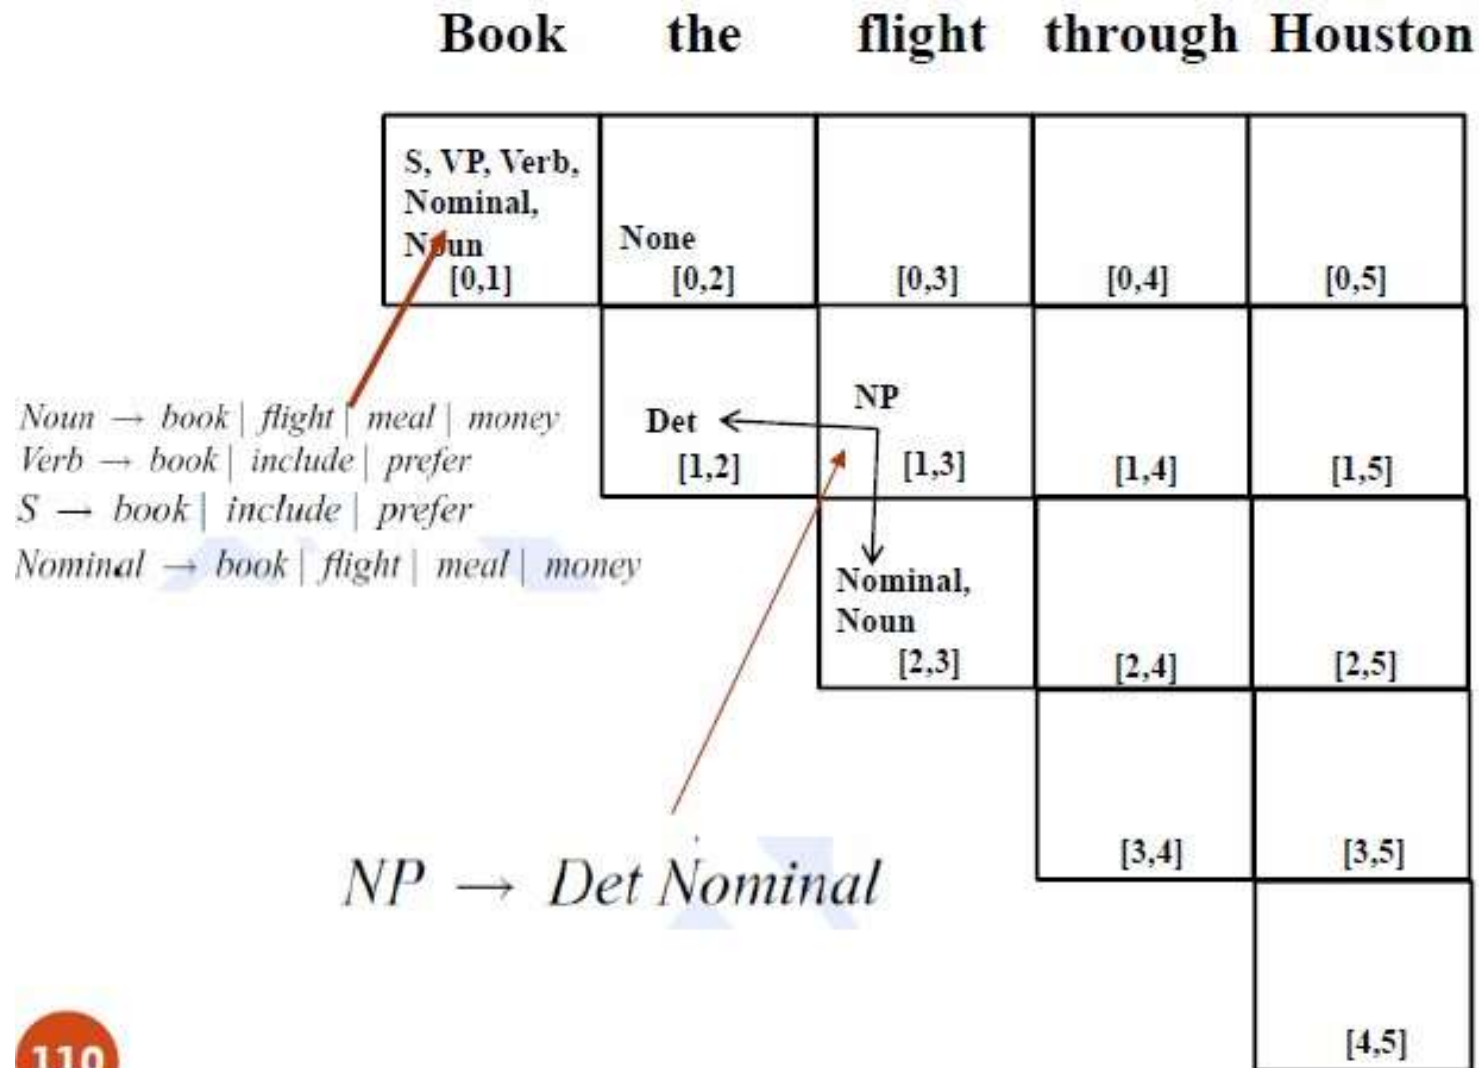 Book the flight through Houston
S, VP, Verb,
Nominal,
Noun
[0,1]
None
[0,2]
[0,3]
[0,4]
[0,5]
Noun → book | flight | meal | money
Verb → book | include | prefer
S → book | include | prefer
Nominal → book | flight | meal | money
Det
[1,2]
NP
[1,3]
[1,4]
[1,5]
Nominal,
Noun
[2,3]
[2,4]
[2,5]
NP → Det Nominal
[3,4]
[3,5]
[4,5]
110